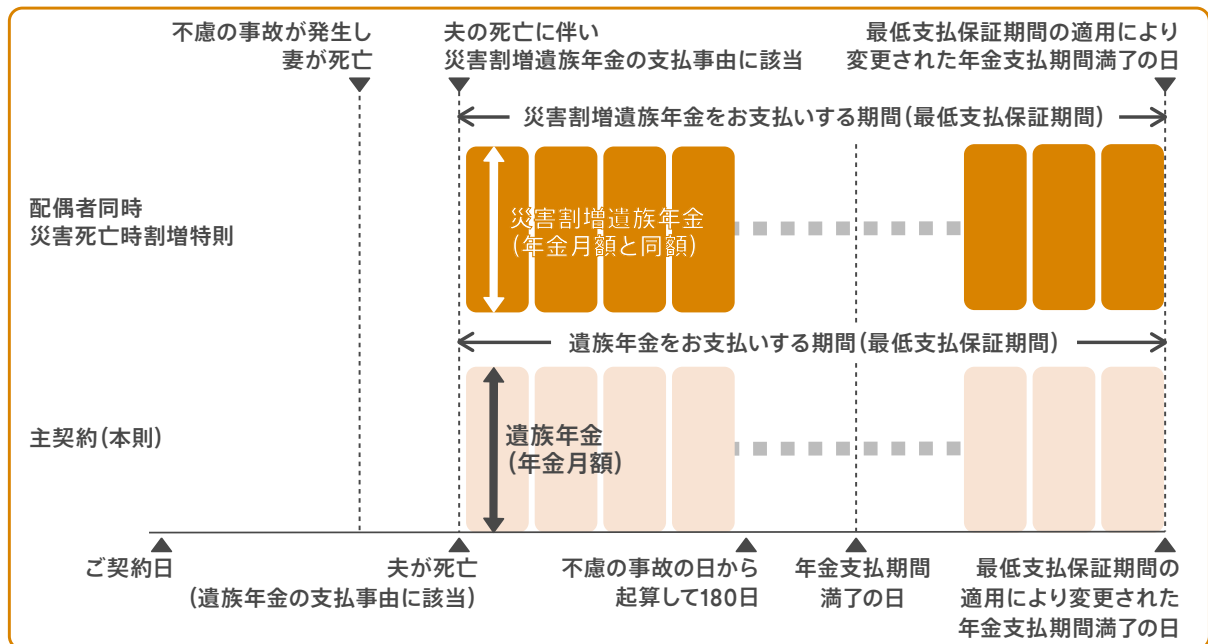 不慮の事故が発生し
妻が死亡
夫の死亡に伴い
災害割増遺族年金の支払事由に該当
最低支払保証期間の適用により
変更された年金支払期間満了の日
災害割増遺族年金をお支払いする期間(最低支払保証期間)
配偶者同時
災害死亡時割増特則
災害割増遺族年金
(年金月額と同額)
遺族年金をお支払いする期間(最低支払保証期間)
主契約(本則)
遺族年金
(年金月額)
ご契約日
夫が死亡
(遺族年金の支払事由に該当)
不慮の事故の日から
起算して180日
年金支払期間
満了の日
最低支払保証期間の
適用により変更された
年金支払期間満了の日